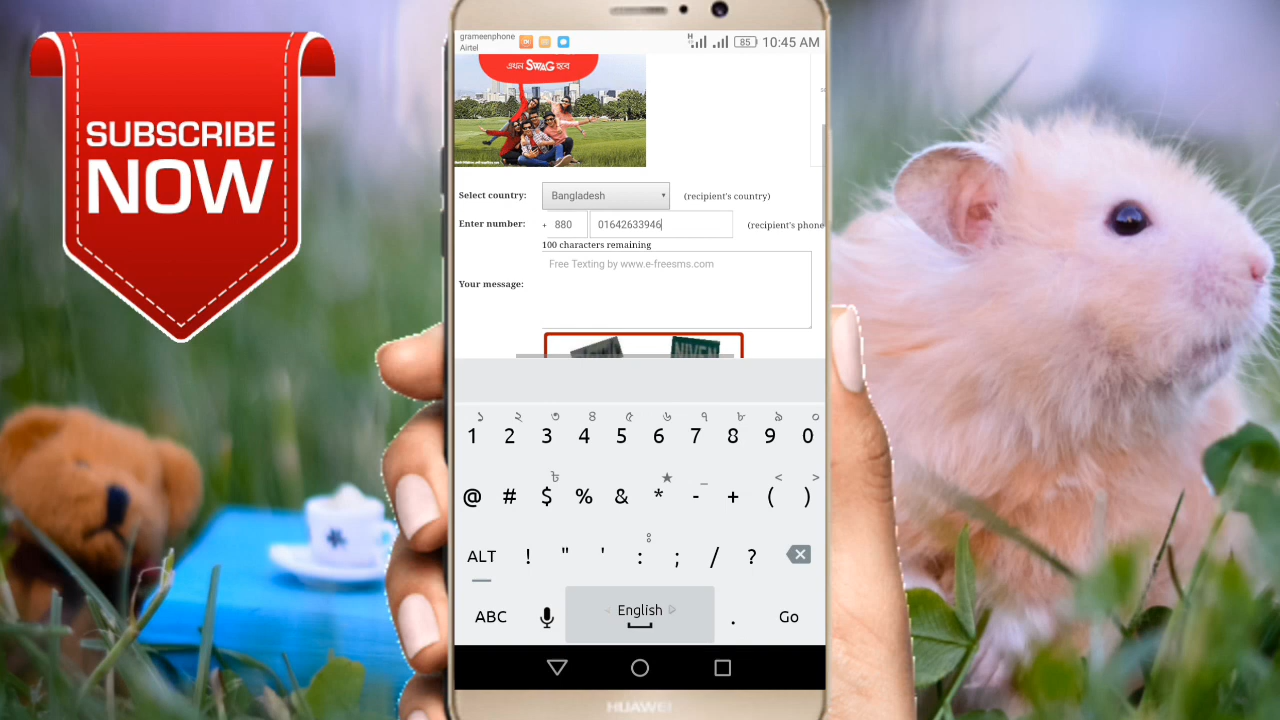 SUBSCRIBE
NOW
grameenphone
Airtel
H
85
10:45 AM
এখন SWAG হবে
Select country:
Bangladesh
(recipient's country)
Enter number:
+ 880 01642633946
(recipient's phone
100 characters remaining
Your message:
Free Texting by www.e-freesms.com
NIVEN
১ ২ ৩ ৪ ৫ ৬ ৭ ৮ ৯ ০
1 2 3 4 5 6 7 8 9 0
৳ ★ _ < >
@ # $ % & * - + ( )
ALT ! " ' : ; / ?
ABC English . Go
HUAWEI